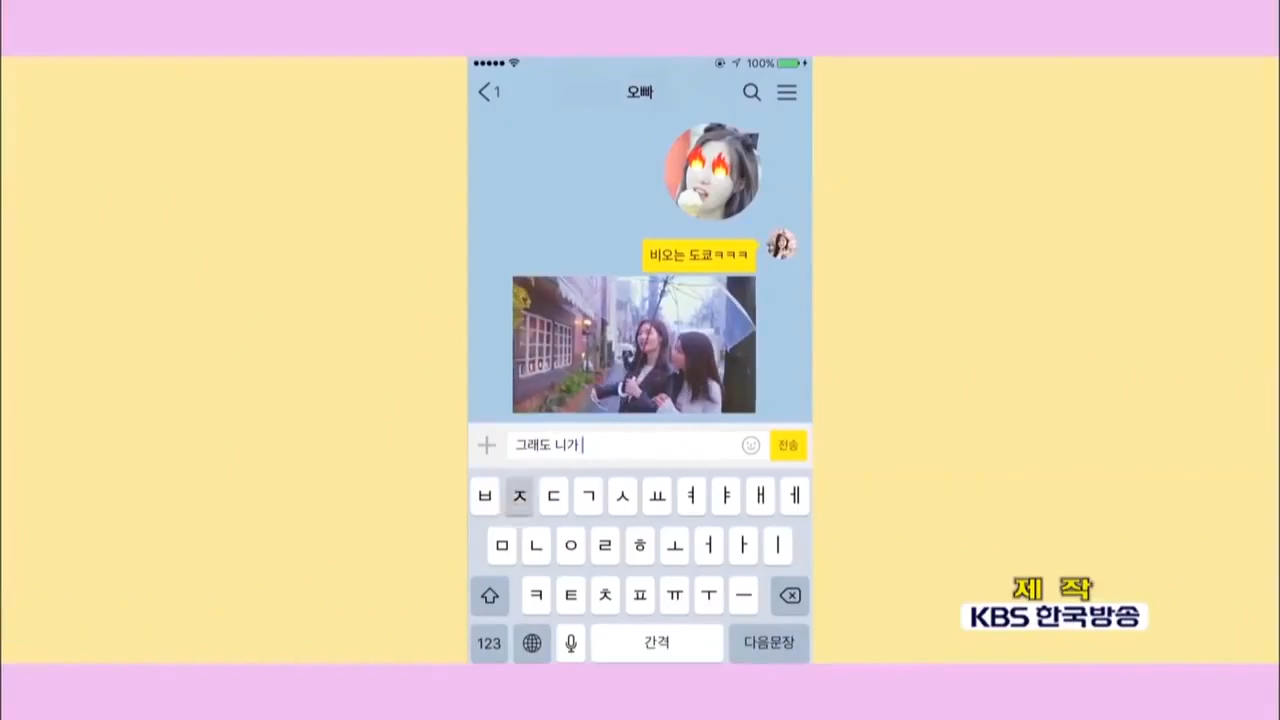 100%
1
오빠
비오는 도쿄ㅋㅋㅋ
그래도 니가
전송
ㅂ ㅈ ㄷ ㄱ ㅅ ㅛ ㅕ ㅑ ㅐ ㅔ
ㅁ ㄴ ㅇ ㄹ ㅎ ㅗ ㅓ ㅏ ㅣ
ㅋ ㅌ ㅊ ㅍ ㅠ ㅜ ㅡ
123
간격
다음문장
제 작
KBS 한국방송